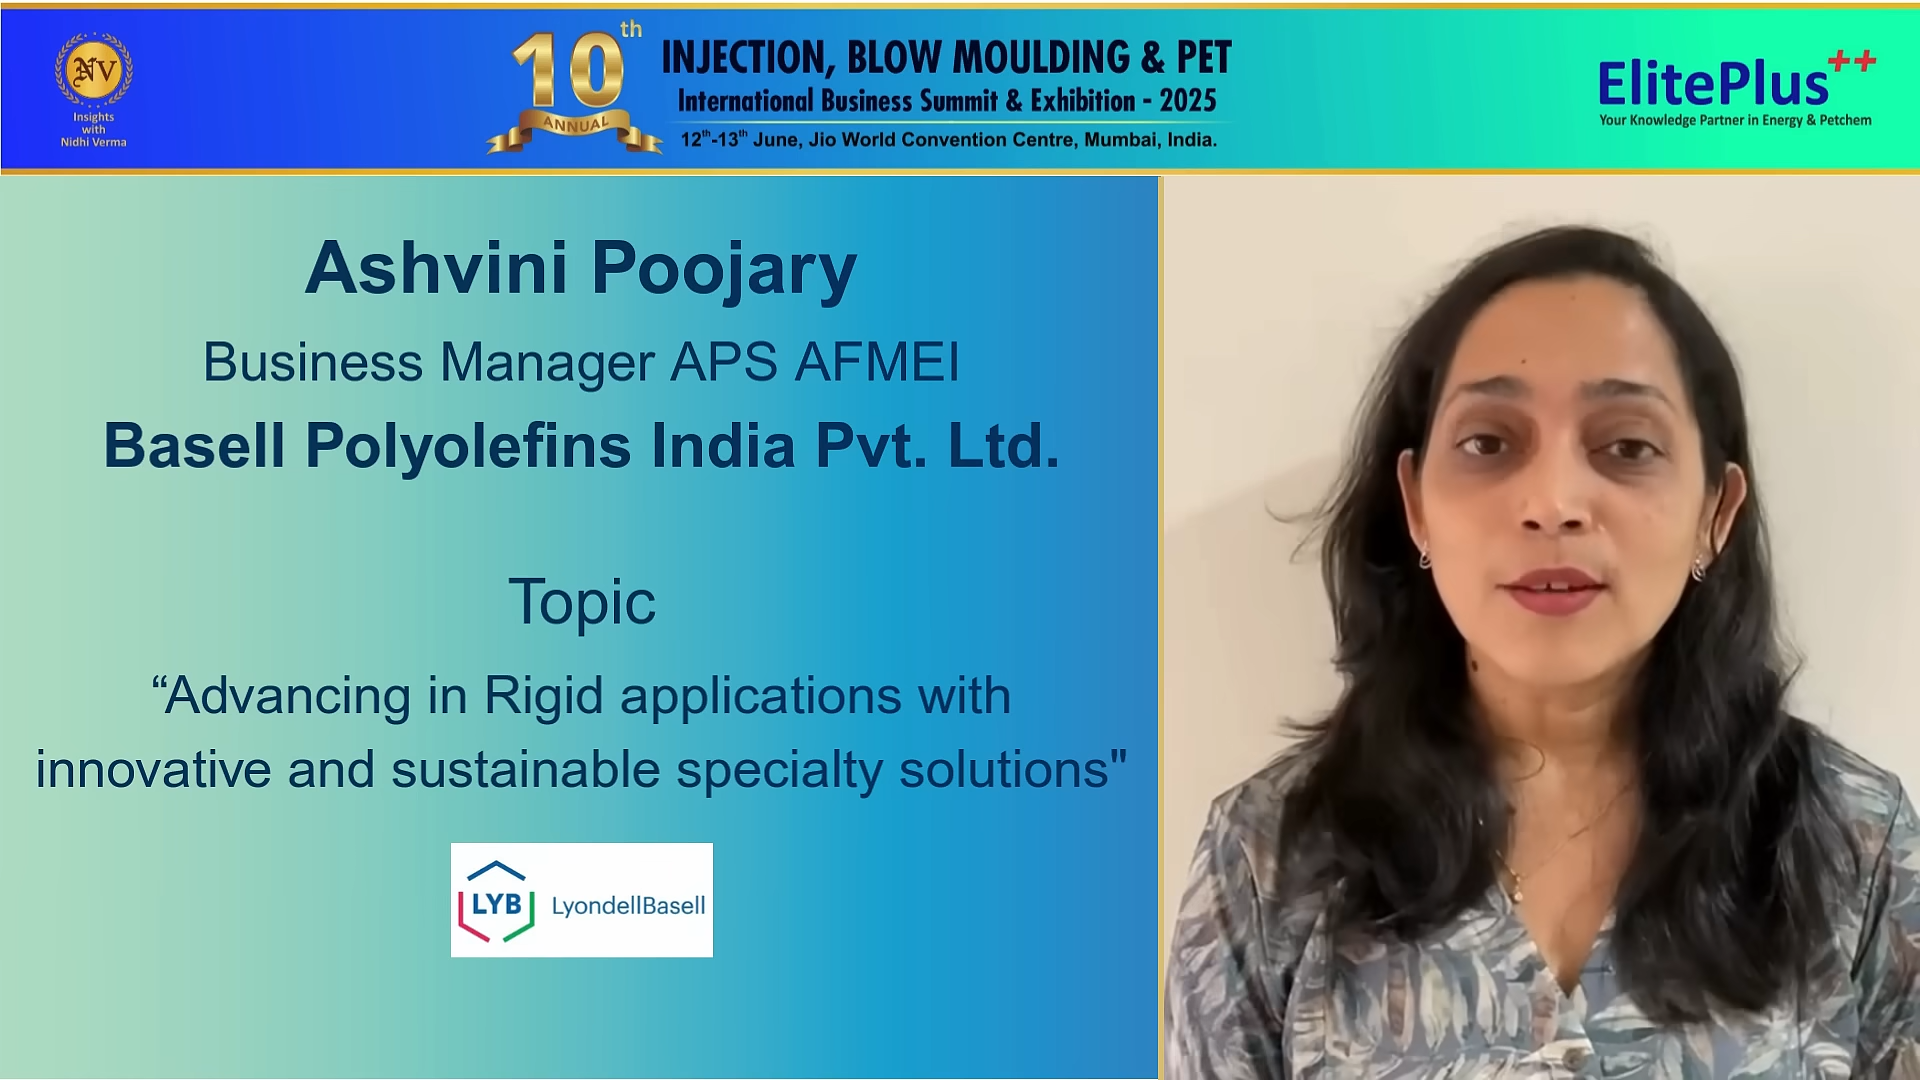 NV
Insights
with
Nidhi Verma
10th
ANNUAL
INJECTION, BLOW MOULDING & PET
International Business Summit & Exhibition - 2025
12th-13th June, Jio World Convention Centre, Mumbai, India.
ElitePlus++
Your Knowledge Partner in Energy & Petchem
Ashvini Poojary
Business Manager APS AFMEI
Basell Polyolefins India Pvt. Ltd.
Topic
“Advancing in Rigid applications with
innovative and sustainable specialty solutions"
LYB LyondellBasell